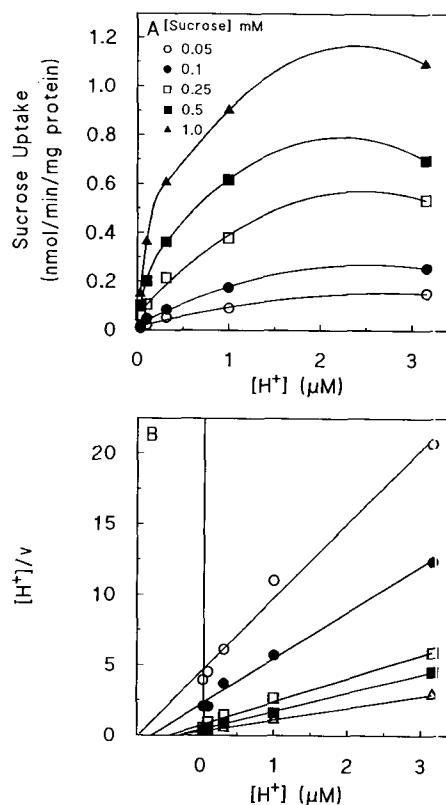 A [Sucrose] mM
0.05
0.1
0.25
0.5
1.0
1.2
1.0
0.8
0.6
0.4
0.2
0
Sucrose Uptake
(nmol/min/mg protein)
0 1 2 3
[H⁺] (μM)
B
20
15
10
5
0
[H⁺]/v
0 1 2 3
[H⁺] (μM)